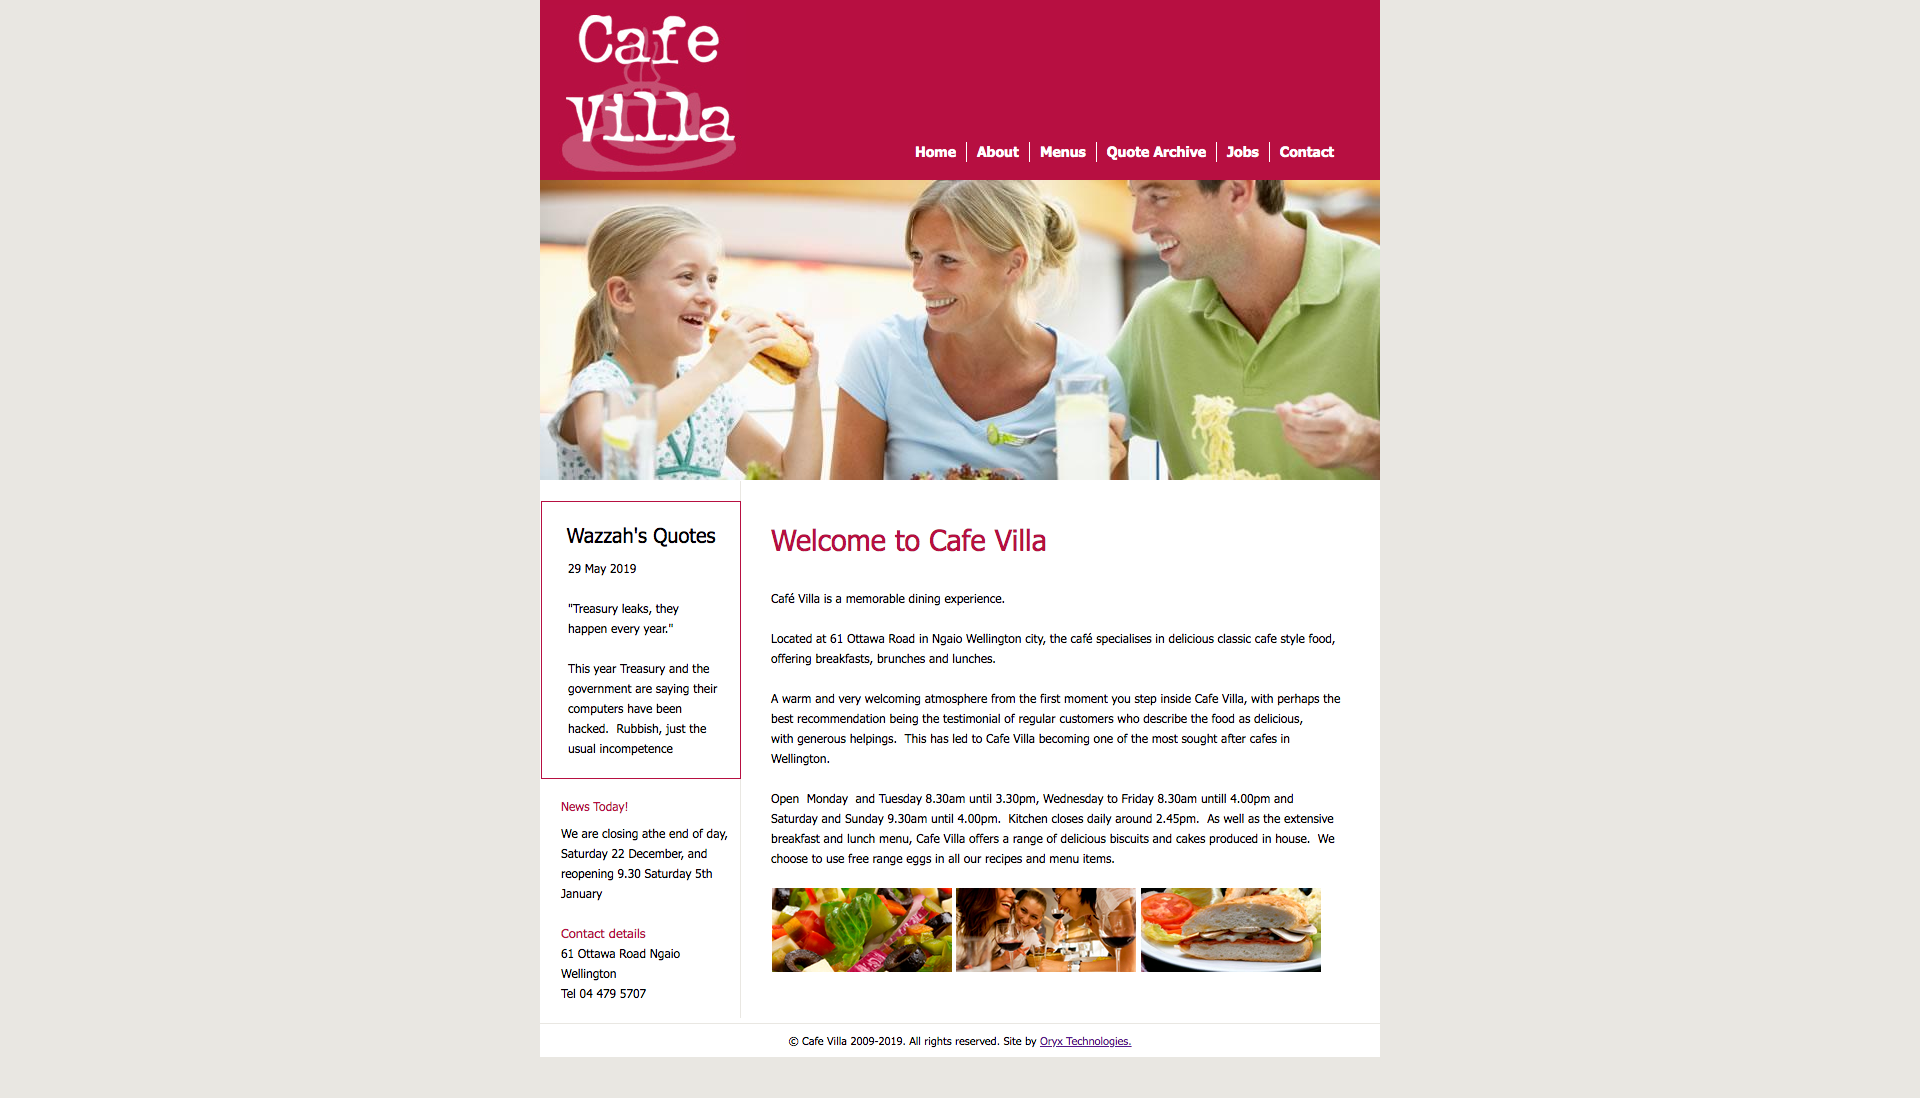 Cafe
Villa
Home
About
Menus
Quote Archive
Jobs
Contact
Wazzah's Quotes
29 May 2019
"Treasury leaks, they
happen every year."
This year Treasury and the
government are saying their
computers have been
hacked.  Rubbish, just the
usual incompetence
News Today!
We are closing athe end of day,
Saturday 22 December, and
reopening 9.30 Saturday 5th
January
Contact details
61 Ottawa Road Ngaio
Wellington
Tel 04 479 5707
Welcome to Cafe Villa
Café Villa is a memorable dining experience.
Located at 61 Ottawa Road in Ngaio Wellington city, the café specialises in delicious classic cafe style food,
offering breakfasts, brunches and lunches.
A warm and very welcoming atmosphere from the first moment you step inside Cafe Villa, with perhaps the
best recommendation being the testimonial of regular customers who describe the food as delicious,
with generous helpings.  This has led to Cafe Villa becoming one of the most sought after cafes in
Wellington.
Open  Monday  and Tuesday 8.30am until 3.30pm, Wednesday to Friday 8.30am untill 4.00pm and
Saturday and Sunday 9.30am until 4.00pm.  Kitchen closes daily around 2.45pm.  As well as the extensive
breakfast and lunch menu, Cafe Villa offers a range of delicious biscuits and cakes produced in house.  We
choose to use free range eggs in all our recipes and menu items.
© Cafe Villa 2009-2019. All rights reserved. Site by Oryx Technologies.